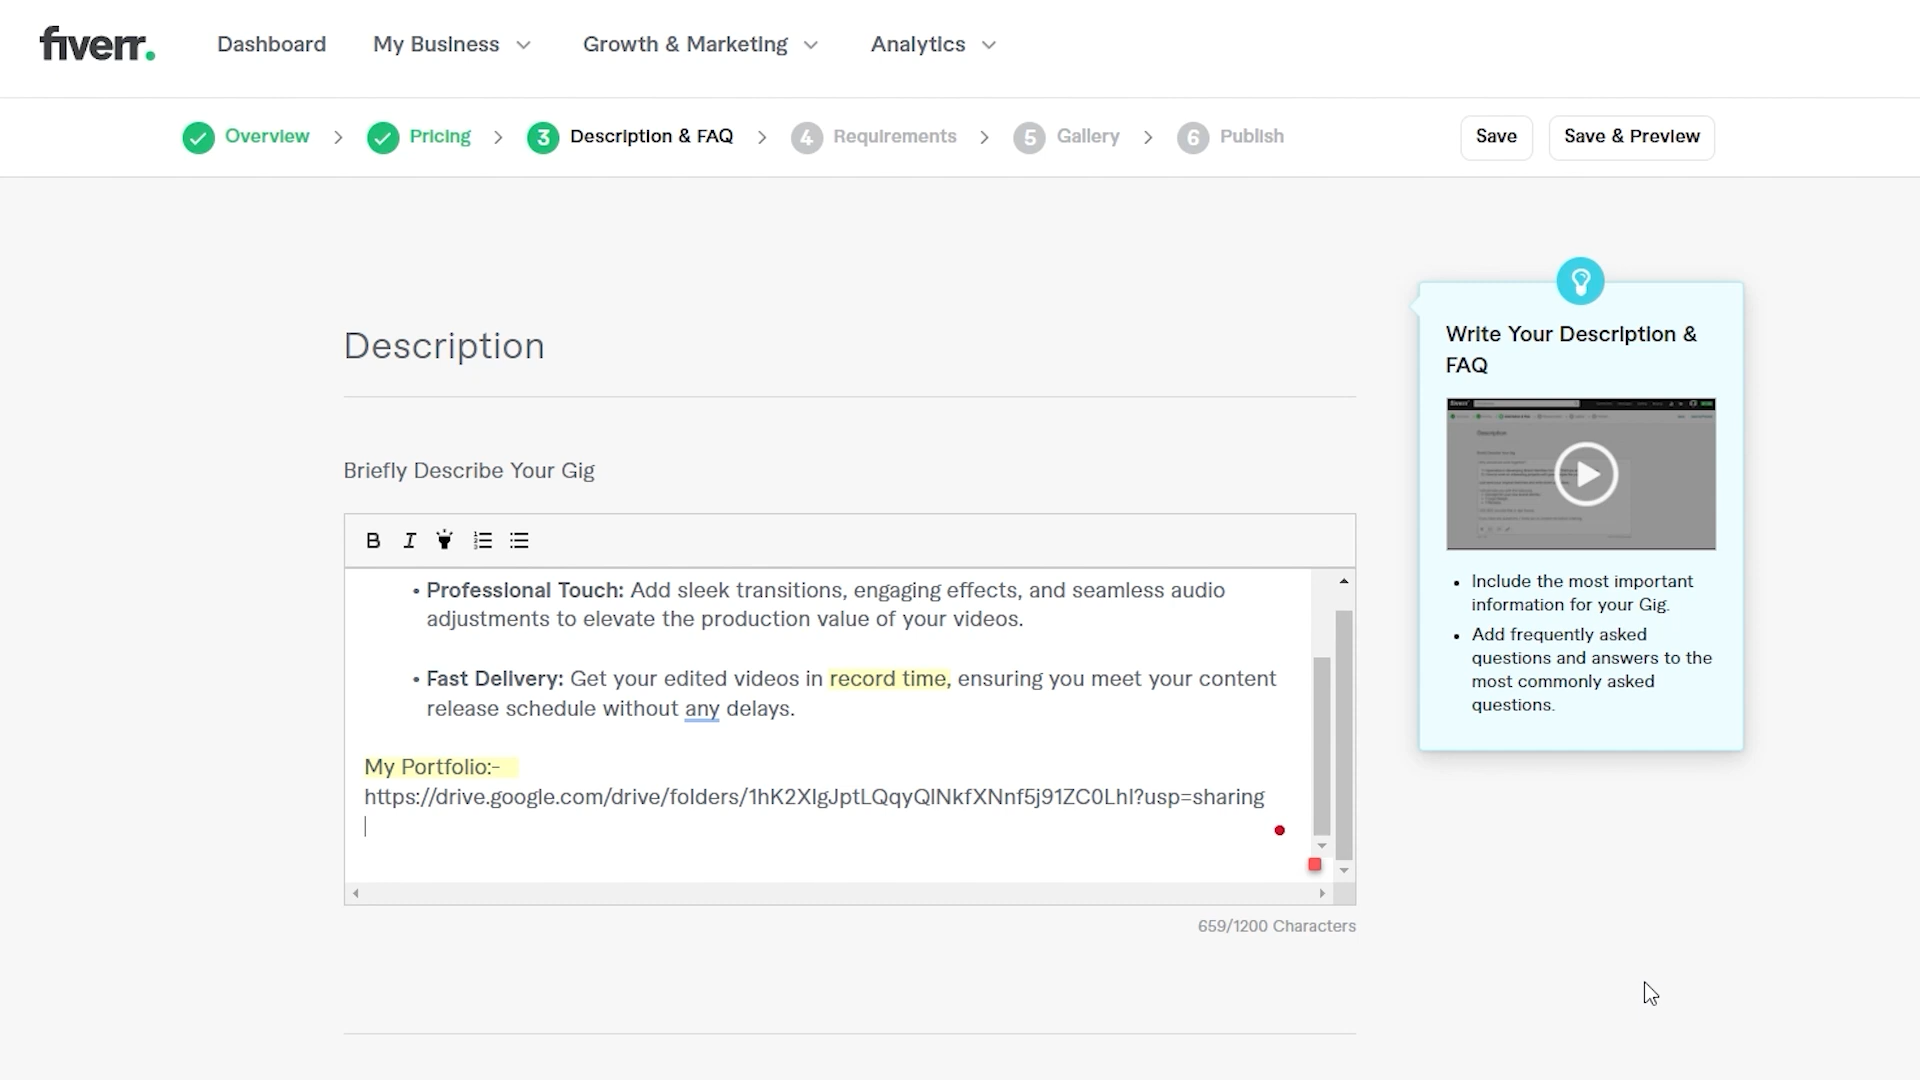 fiverr.
Dashboard My Business Growth & Marketing Analytics
Overview Pricing 3 Description & FAQ 4 Requirements 5 Gallery 6 Publish Save Save & Preview
Description
Briefly Describe Your Gig
B I
• Professional Touch: Add sleek transitions, engaging effects, and seamless audio
adjustments to elevate the production value of your videos.
• Fast Delivery: Get your edited videos in record time, ensuring you meet your content
release schedule without any delays.
My Portfolio:-
https://drive.google.com/drive/folders/1hK2XIgJptLQqyQlNkfXNnf5j91ZC0Lhl?usp=sharing
659/1200 Characters
Write Your Description &
FAQ
• Include the most important
information for your Gig.
• Add frequently asked
questions and answers to the
most commonly asked
questions.